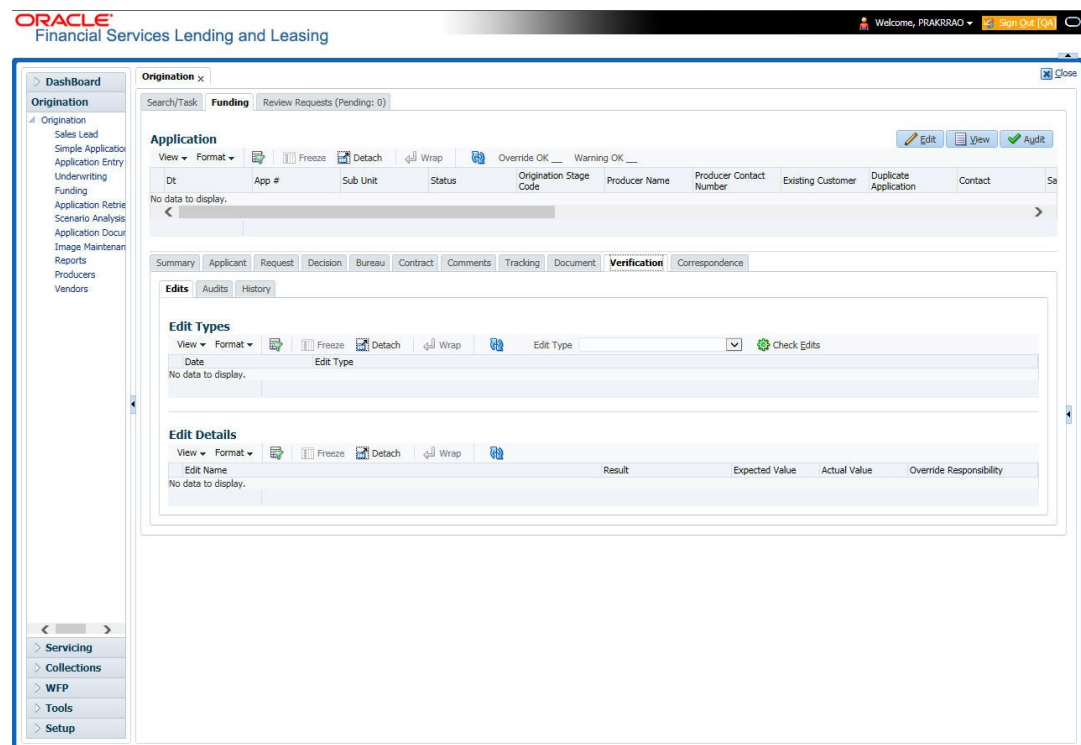 ORACLE
Financial Services Lending and Leasing
Welcome, PRAKRRAO
Sign Out [QA]
Close
DashBoard
Origination
Origination
Sales Lead
Simple Applicatio
Application Entry
Underwriting
Funding
Application Retrie
Scenario Analysis
Application Docur
Image Maintenan
Reports
Producers
Vendors
Servicing
Collections
WFP
Tools
Setup
Origination x
Search/Task Funding Review Requests (Pending: 0)
Application
Edit View Audit
View Format Freeze Detach Wrap Override OK __ Warning OK __
Dt App # Sub Unit Status Origination Stage Code Producer Name Producer Contact Number Existing Customer Duplicate Application Contact Sa
No data to display.
Summary Applicant Request Decision Bureau Contract Comments Tracking Document Verification Correspondence
Edits Audits History
Edit Types
View Format Freeze Detach Wrap Edit Type Check Edits
Date Edit Type
No data to display.
Edit Details
View Format Freeze Detach Wrap
Edit Name Result Expected Value Actual Value Override Responsibility
No data to display.